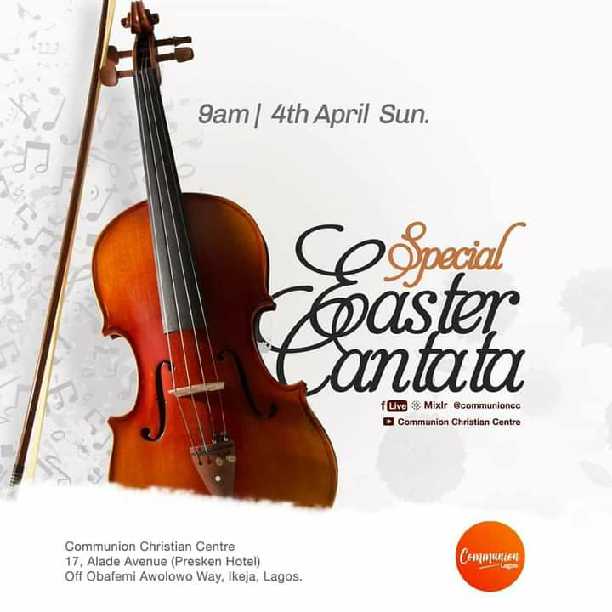 9am | 4th April Sun.
Special
Easter
Cantata
f Live Mixlr @communioncc
Communion Christian Centre
Communion Christian Centre
17, Alade Avenue (Presken Hotel)
Off Obafemi Awolowo Way, Ikeja, Lagos.
Communion
Lagos